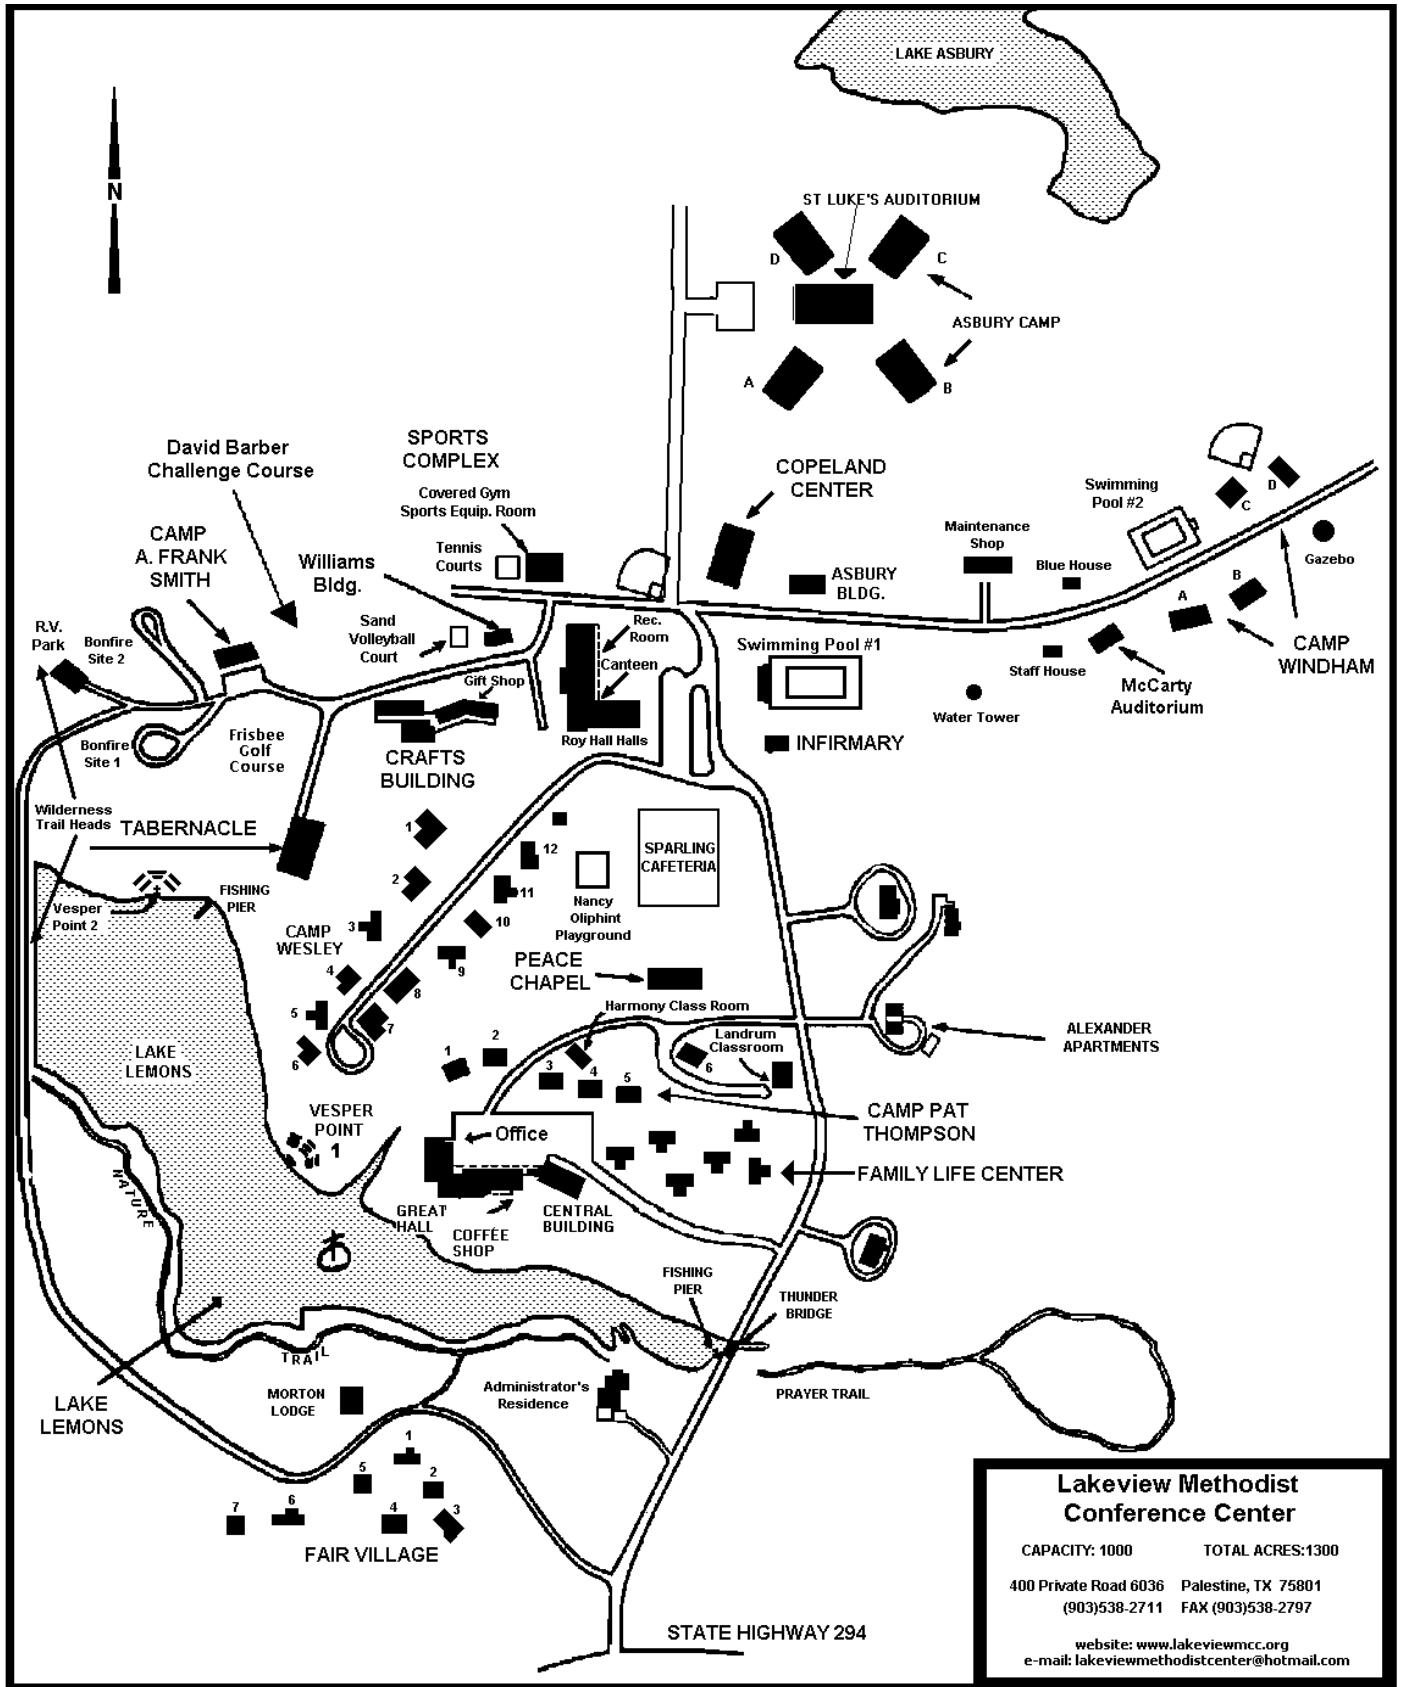 LAKE ASBURY
N
ST LUKE'S AUDITORIUM
D
C
ASBURY CAMP
A
B
David Barber
Challenge Course
SPORTS
COMPLEX
Covered Gym
Sports Equip. Room
COPELAND
CENTER
Swimming
Pool #2
D
C
CAMP
A. FRANK
SMITH
Williams
Bldg.
Tennis
Courts
Maintenance
Shop
Blue House
Gazebo
ASBURY
BLDG.
B
A
R.V.
Park
Bonfire
Site 2
Sand
Volleyball
Court
Rec.
Room
Canteen
Swimming Pool #1
Staff House
CAMP
WINDHAM
McCarty
Auditorium
Gift Shop
Water Tower
Roy Hall Halls
INFIRMARY
Bonfire
Site 1
Frisbee
Golf
Course
CRAFTS
BUILDING
Wilderness
Trail Heads
TABERNACLE
1
12
SPARLING
CAFETERIA
2
11
FISHING
PIER
Vesper
Point 2
Nancy
Oliphint
Playground
3
10
CAMP
WESLEY
PEACE
CHAPEL
4
9
8
Harmony Class Room
5
7
6
LAKE
LEMONS
ALEXANDER
APARTMENTS
1
2
Landrum
Classroom
3
4
5
6
VESPER
POINT
1
CAMP PAT
THOMPSON
Office
FAMILY LIFE CENTER
NATURE
GREAT
HALL
COFFEE
SHOP
CENTRAL
BUILDING
FISHING
PIER
THUNDER
BRIDGE
TRAIL
LAKE
LEMONS
MORTON
LODGE
Administrator's
Residence
PRAYER TRAIL
1
5
2
7
6
4
3
FAIR VILLAGE
STATE HIGHWAY 294
Lakeview Methodist
Conference Center
CAPACITY: 1000 TOTAL ACRES:1300
400 Private Road 6036 Palestine, TX 75801
(903)538-2711 FAX (903)538-2797
website: www.lakeviewmcc.org
e-mail: lakeviewmethodistcenter@hotmail.com